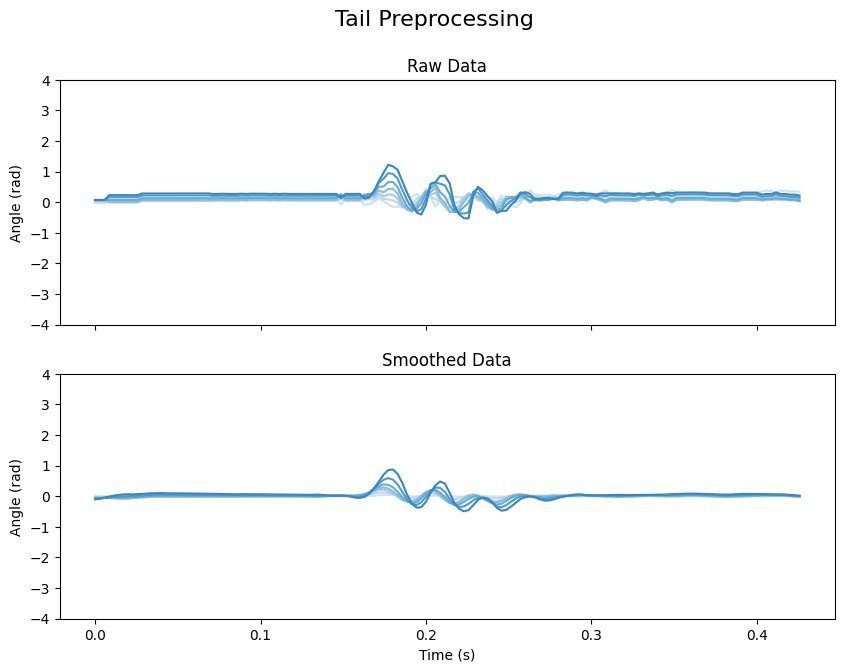 Tail Preprocessing
Raw Data
Angle (rad)
4
3
2
1
0
−1
−2
−3
−4
Smoothed Data
Angle (rad)
4
3
2
1
0
−1
−2
−3
−4
0.0 0.1 0.2 0.3 0.4
Time (s)